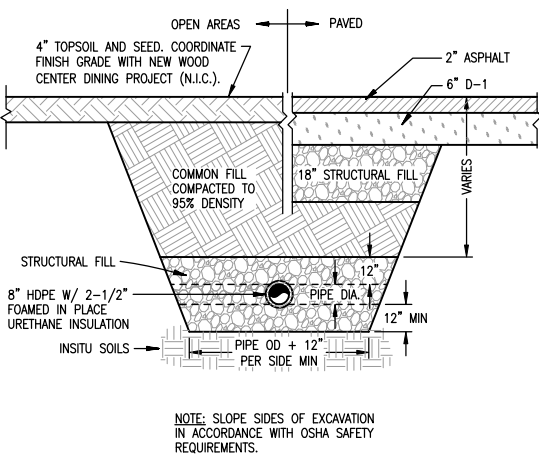 OPEN AREAS
PAVED
4" TOPSOIL AND SEED. COORDINATE
FINISH GRADE WITH NEW WOOD
CENTER DINING PROJECT (N.I.C.).
2" ASPHALT
6" D-1
COMMON FILL
COMPACTED TO
95% DENSITY
18" STRUCTURAL FILL
VARIES
STRUCTURAL FILL
12"
8" HDPE W/ 2-1/2"
FOAMED IN PLACE
URETHANE INSULATION
PIPE DIA.
12" MIN
INSITU SOILS
PIPE OD + 12"
PER SIDE MIN
NOTE: SLOPE SIDES OF EXCAVATION
IN ACCORDANCE WITH OSHA SAFETY
REQUIREMENTS.